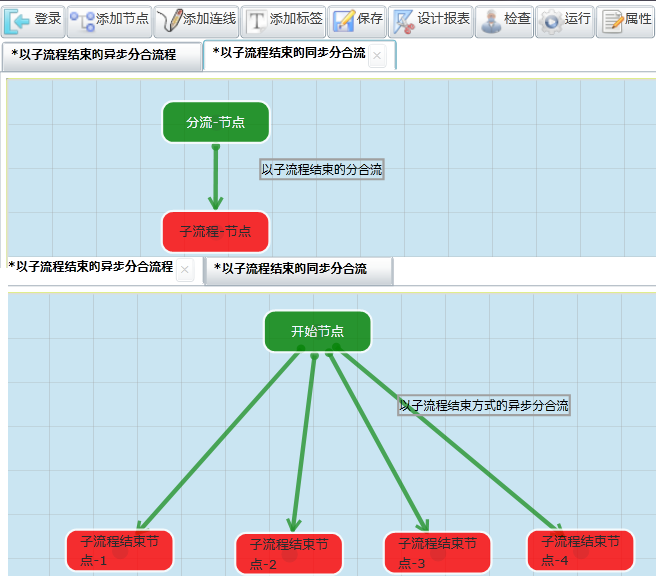 登录 添加节点 添加连线 添加标签 保存 设计报表 检查 运行 属性
*以子流程结束的异步分合流程 *以子流程结束的同步分合流
分流-节点
以子流程结束的分合流
子流程-节点
*以子流程结束的异步分合流程 *以子流程结束的同步分合流
开始节点
以子流程结束方式的异步分合流
子流程结束节
点-1
子流程结束节
点-2
子流程结束节
点-3
子流程结束节
点-4